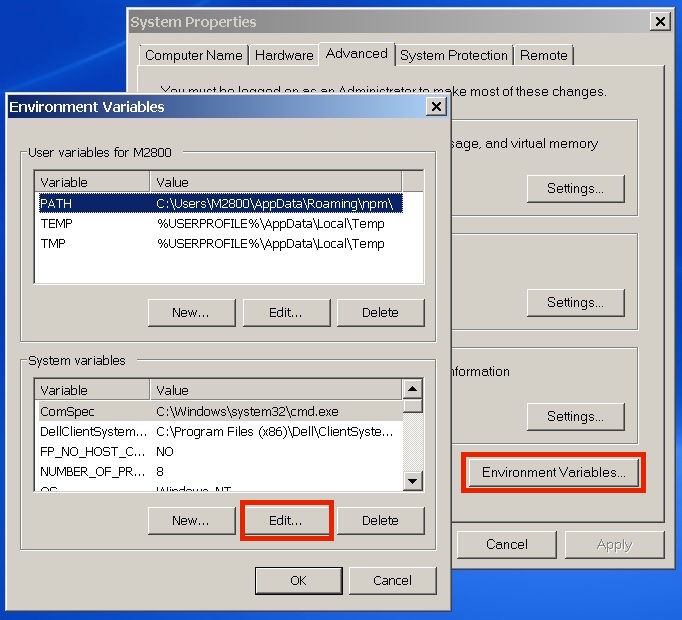 System Properties
Computer Name Hardware Advanced System Protection Remote
You must be logged on as an Administrator to make most of these changes.
sage, and virtual memory
Settings...
Settings...
nformation
Settings...
Environment Variables...
Cancel Apply
Environment Variables
User variables for M2800
Variable Value
PATH C:\Users\M2800\AppData\Roaming\npm\
TEMP %USERPROFILE%\AppData\Local\Temp
TMP %USERPROFILE%\AppData\Local\Temp
New... Edit... Delete
System variables
Variable Value
ComSpec C:\Windows\system32\cmd.exe
DellClientSystem... C:\Program Files (x86)\Dell\ClientSyste...
FP_NO_HOST_C... NO
NUMBER_OF_PR... 8
OS Windows_NT
New... Edit... Delete
OK Cancel